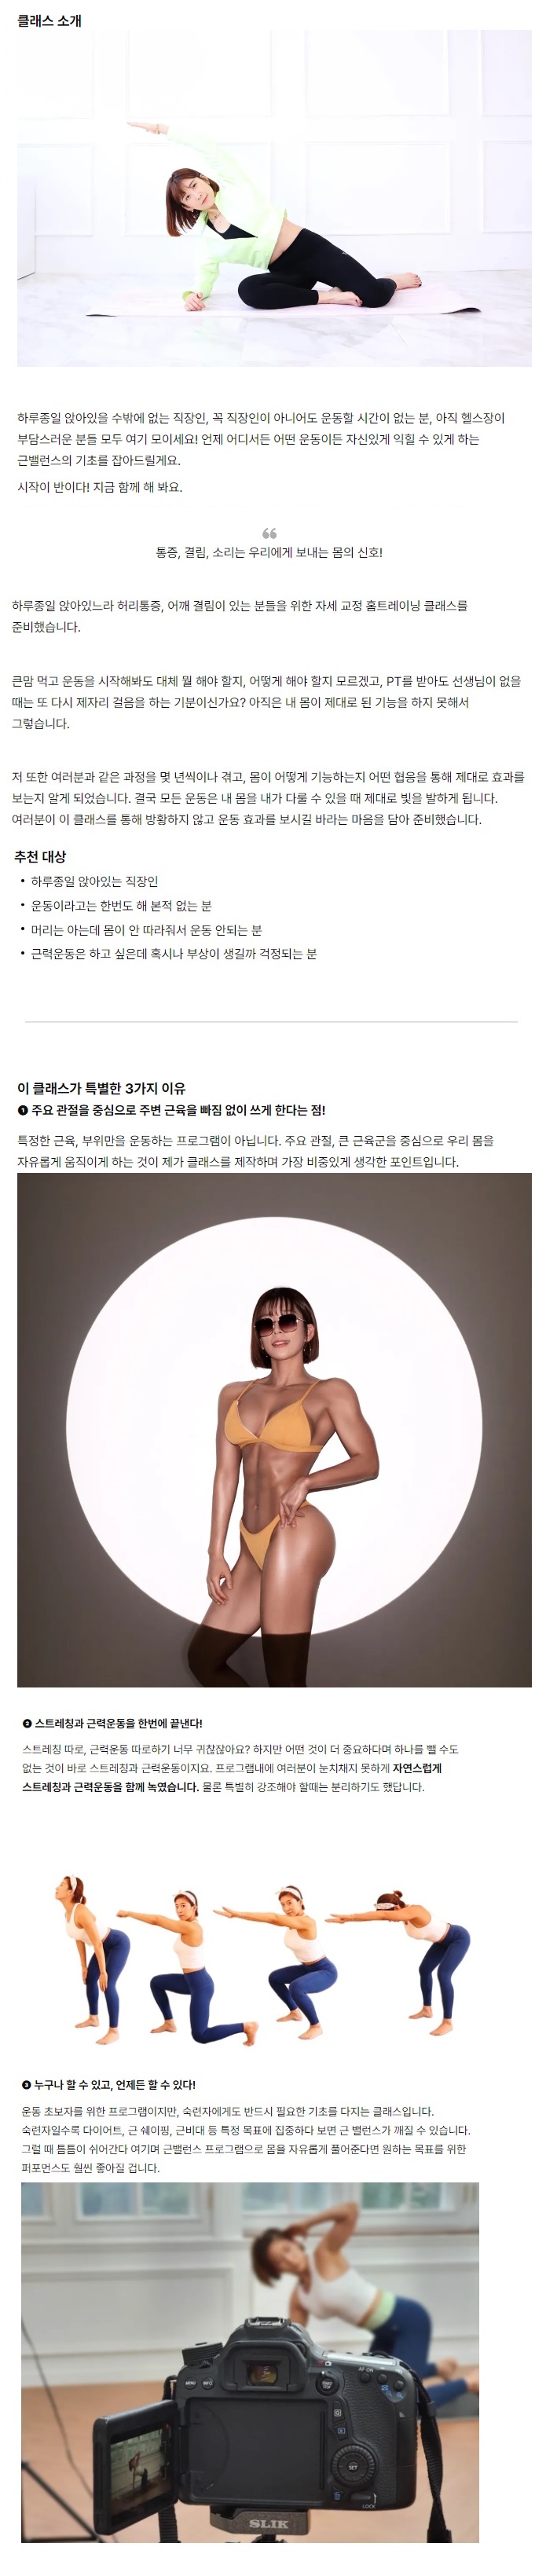 클래스 소개
하루종일 앉아있을 수밖에 없는 직장인, 꼭 직장인이 아니어도 운동할 시간이 없는 분, 아직 헬스장이
부담스러운 분들 모두 여기 모이세요! 언제 어디서든 어떤 운동이든 자신있게 익힐 수 있게 하는
근밸런스의 기초를 잡아드릴게요.
시작이 반이다! 지금 함께 해 봐요.
❝
통증, 결림, 소리는 우리에게 보내는 몸의 신호!
하루종일 앉아있느라 허리통증, 어깨 결림이 있는 분들을 위한 자세 교정 홈트레이닝 클래스를
준비했습니다.
큰맘 먹고 운동을 시작해봐도 대체 뭘 해야 할지, 어떻게 해야 할지 모르겠고, PT를 받아도 선생님이 없을
때는 또 다시 제자리 걸음을 하는 기분이신가요? 아직은 내 몸이 제대로 된 기능을 하지 못해서
그렇습니다.
저 또한 여러분과 같은 과정을 몇 년씩이나 겪고, 몸이 어떻게 기능하는지 어떤 협응을 통해 제대로 효과를
보는지 알게 되었습니다. 결국 모든 운동은 내 몸을 내가 다룰 수 있을 때 제대로 빛을 발하게 됩니다.
여러분이 이 클래스를 통해 방황하지 않고 운동 효과를 보시길 바라는 마음을 담아 준비했습니다.
추천 대상
• 하루종일 앉아있는 직장인
• 운동이라고는 한번도 해 본적 없는 분
• 머리는 아는데 몸이 안 따라줘서 운동 안되는 분
• 근력운동은 하고 싶은데 혹시나 부상이 생길까 걱정되는 분
이 클래스가 특별한 3가지 이유
❶ 주요 관절을 중심으로 주변 근육을 빠짐 없이 쓰게 한다는 점!
특정한 근육, 부위만을 운동하는 프로그램이 아닙니다. 주요 관절, 큰 근육군을 중심으로 우리 몸을
자유롭게 움직이게 하는 것이 제가 클래스를 제작하며 가장 비중있게 생각한 포인트입니다.
❷ 스트레칭과 근력운동을 한번에 끝낸다!
스트레칭 따로, 근력운동 따로하기 너무 귀찮잖아요? 하지만 어떤 것이 더 중요하다며 하나를 뺄 수도
없는 것이 바로 스트레칭과 근력운동이지요. 프로그램내에 여러분이 눈치채지 못하게 자연스럽게
스트레칭과 근력운동을 함께 녹였습니다. 물론 특별히 강조해야 할때는 분리하기도 했답니다.
❸ 누구나 할 수 있고, 언제든 할 수 있다!
운동 초보자를 위한 프로그램이지만, 숙련자에게도 반드시 필요한 기초를 다지는 클래스입니다.
숙련자일수록 다이어트, 근 쉐이핑, 근비대 등 특정 목표에 집중하다 보면 근 밸런스가 깨질 수 있습니다.
그럴 때 틈틈이 쉬어간다 여기며 근밸런스 프로그램으로 몸을 자유롭게 풀어준다면 원하는 목표를 위한
퍼포먼스도 훨씬 좋아질 겁니다.
MENU INFO
AF-ON
SET
LOCK
SLIK